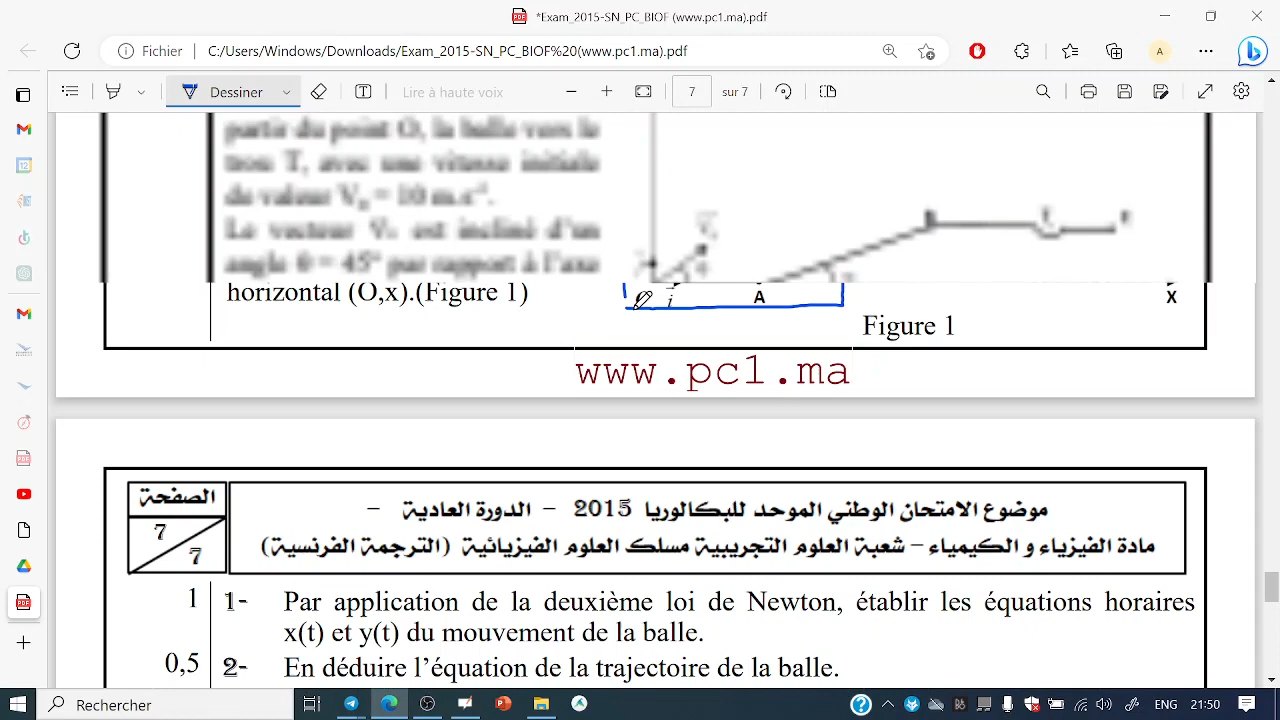 *Exam_2015-SN_PC_BIOF (www.pc1.ma).pdf
Fichier
C:/Users/Windows/Downloads/Exam_2015-SN_PC_BIOF%20(www.pc1.ma).pdf
A
Dessiner
Lire à haute voix
7
sur 7
partir du point O, la balle vers le
trou T, avec une vitesse initiale
de valeur V₀ = 10 m.s⁻¹.
Le vecteur V₀ est incliné d'un
angle θ = 45° par rapport à l'axe
horizontal (O,x).(Figure 1)
i
A
X
Figure 1
www.pc1.ma
الصفحة
7
7
موضوع الامتحان الوطني الموحد للبكالوريا 2015 - الدورة العادية -
مادة الفيزياء و الكيمياء - شعبة العلوم التجريبية مسلك العلوم الفيزيائية (الترجمة الفرنسية)
1 1- Par application de la deuxième loi de Newton, établir les équations horaires
x(t) et y(t) du mouvement de la balle.
0,5 2- En déduire l'équation de la trajectoire de la balle.
Rechercher
21:50